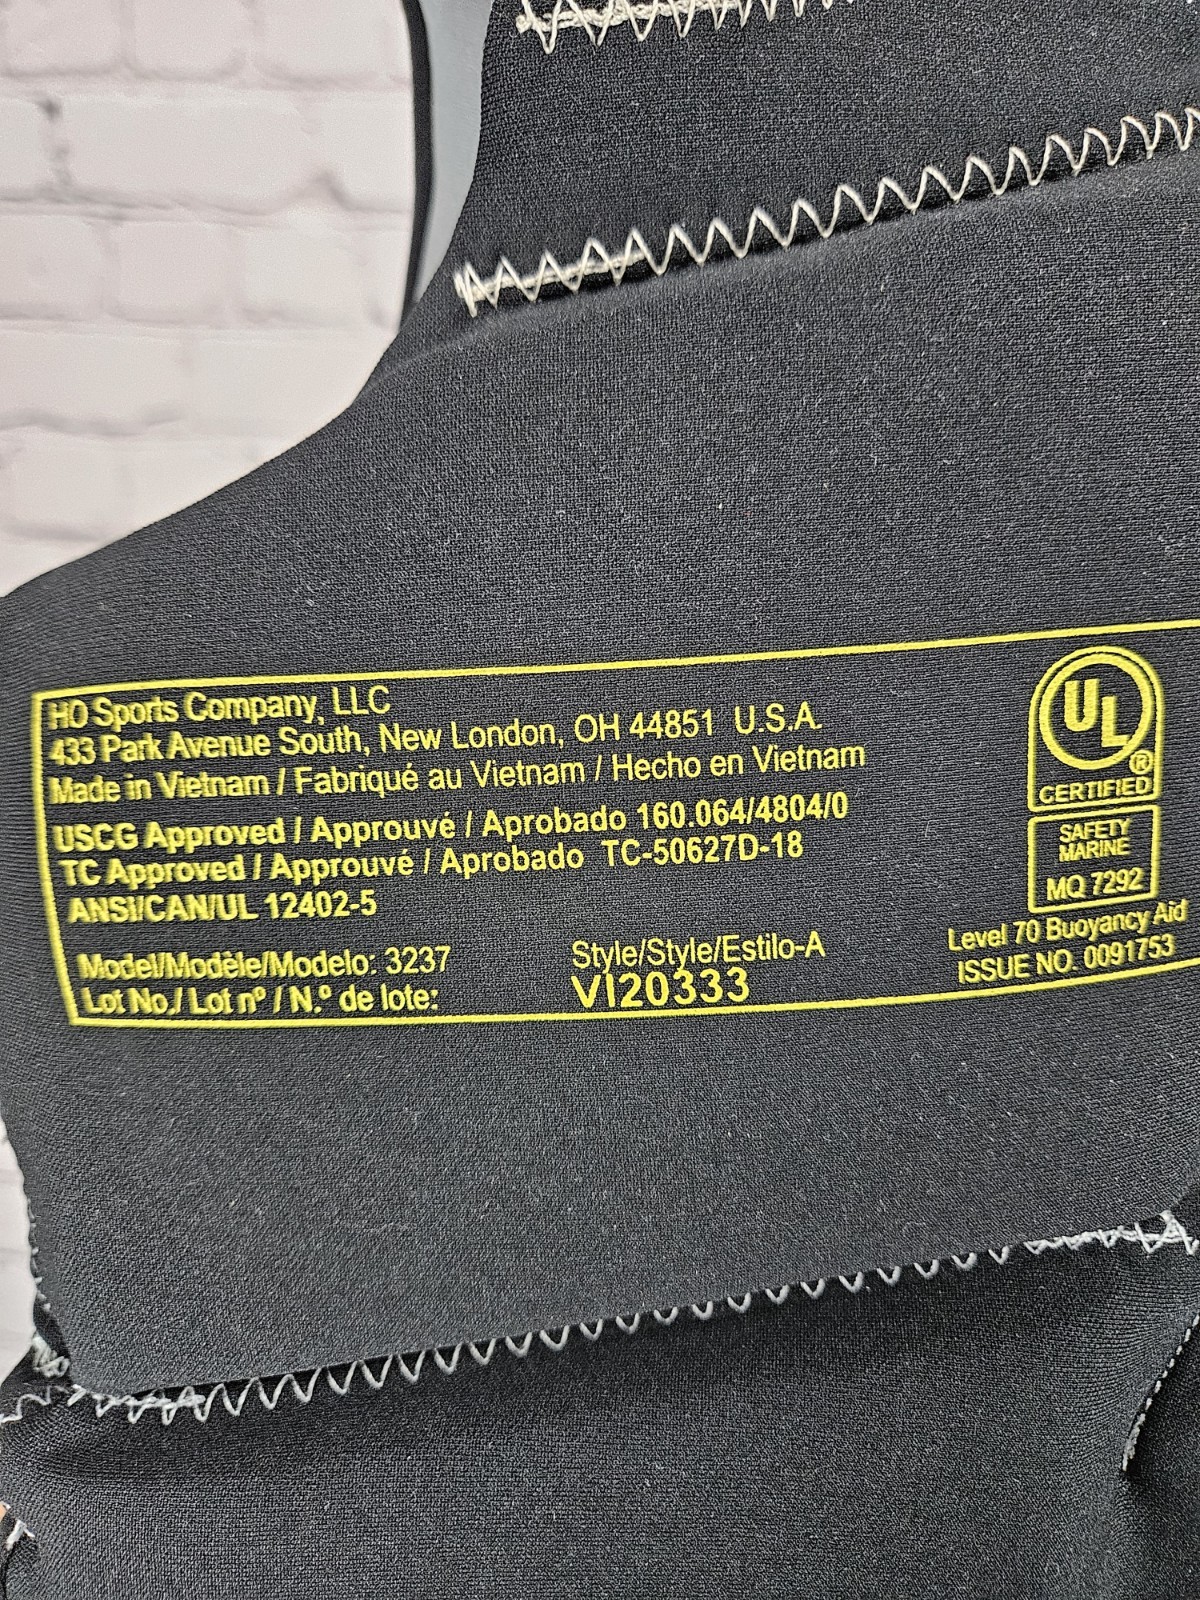 HO Sports Company, LLC
433 Park Avenue South, New London, OH 44851 U.S.A.
Made in Vietnam / Fabriqué au Vietnam / Hecho en Vietnam
USCG Approved / Approuvé / Aprobado 160.064/4804/0
TC Approved / Approuvé / Aprobado TC-50627D-18
ANSI/CAN/UL 12402-5
Model/Modèle/Modelo: 3237
Lot No./ Lot nº / N.º de lote:
Style/Style/Estilo-A
VI20333
UL ®
CERTIFIED
SAFETY
MARINE
MQ 7292
Level 70 Buoyancy Aid
ISSUE NO. 0091753